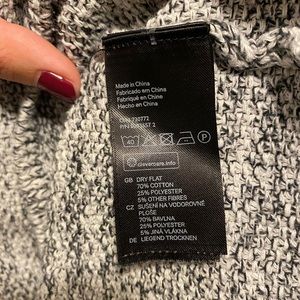 Made in China
Fabricado em China
Fabriqué en Chine
Hecho en China
40
P
clevercare.info
GB DRY FLAT
70% COTTON
25% POLYESTER
5% OTHER FIBRES
CZ SUŠENÍ NA VODOROVNÉ
PLOŠE
70% BAVLNA
25% POLYESTER
5% JINÁ VLÁKNA
DE LIEGEND TROCKNEN